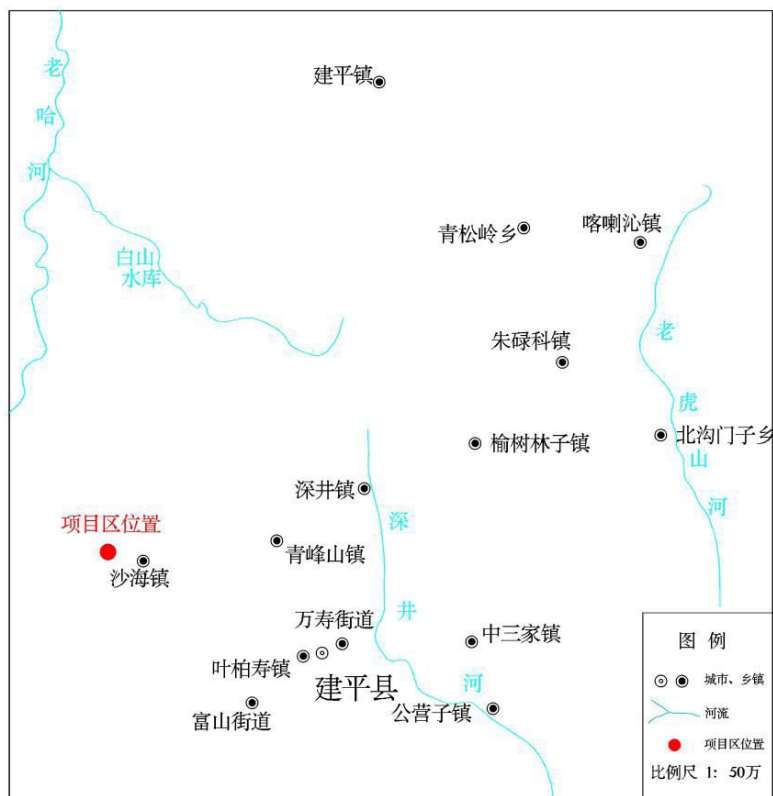 建平镇
老
哈
河
青松岭乡
喀喇沁镇
白山
水库
朱碌科镇
老
虎
山
河
榆树林子镇
北沟门子乡
深井镇
深
井
河
项目区位置
沙海镇
青峰山镇
万寿街道
中三家镇
叶柏寿镇
建平县
富山街道
公营子镇
图 例
城市、乡镇
河流
项目区位置
比例尺 1: 50万